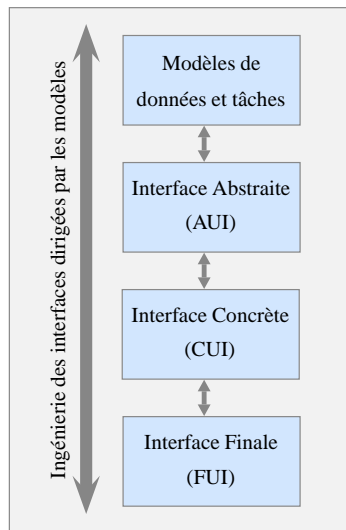 Ingénierie des interfaces dirigées par les modèles
Modèles de
données et tâches
Interface Abstraite
(AUI)
Interface Concrète
(CUI)
Interface Finale
(FUI)